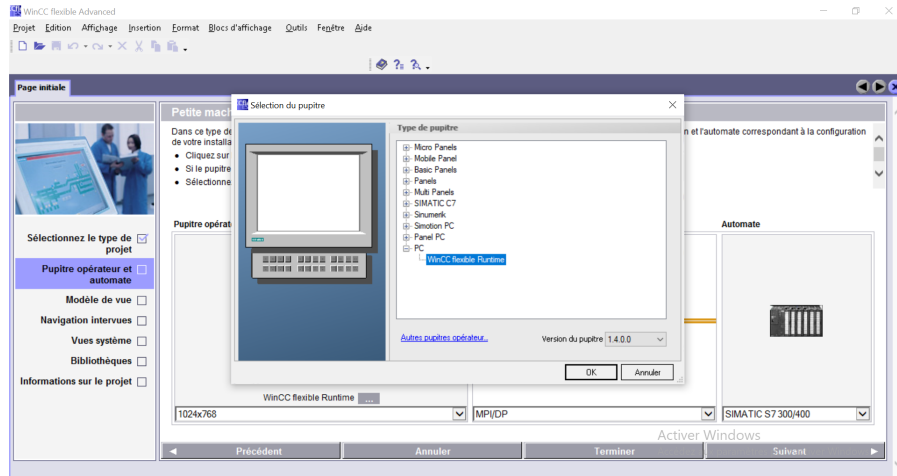 WinCC flexible Advanced
Projet Edition Affichage Insertion Format Blocs d'affichage Outils Fenêtre Aide
Page initiale
Petite mach
Dans ce type de
n et l'automate correspondant à la configuration
de votre installa
Cliquez sur
Si le pupitre
Sélectionne
Sélection du pupitre
Type de pupitre
Micro Panels
Mobile Panel
Basic Panels
Panels
Multi Panels
SIMATIC C7
Sinumerik
Simotion PC
Panel PC
PC
WinCC flexible Runtime
Autres pupitres opérateur..
Version du pupitre 1.4.0.0
OK Annuler
Sélectionnez le type de projet
Pupitre opérateur et automate
Modèle de vue
Navigation intervues
Vues système
Bibliothèques
Informations sur le projet
Pupitre opérat
Automate
WinCC flexible Runtime ...
1024x768 MPI/DP SIMATIC S7 300/400
Activer Windows
Précédent Annuler Terminer Suivant